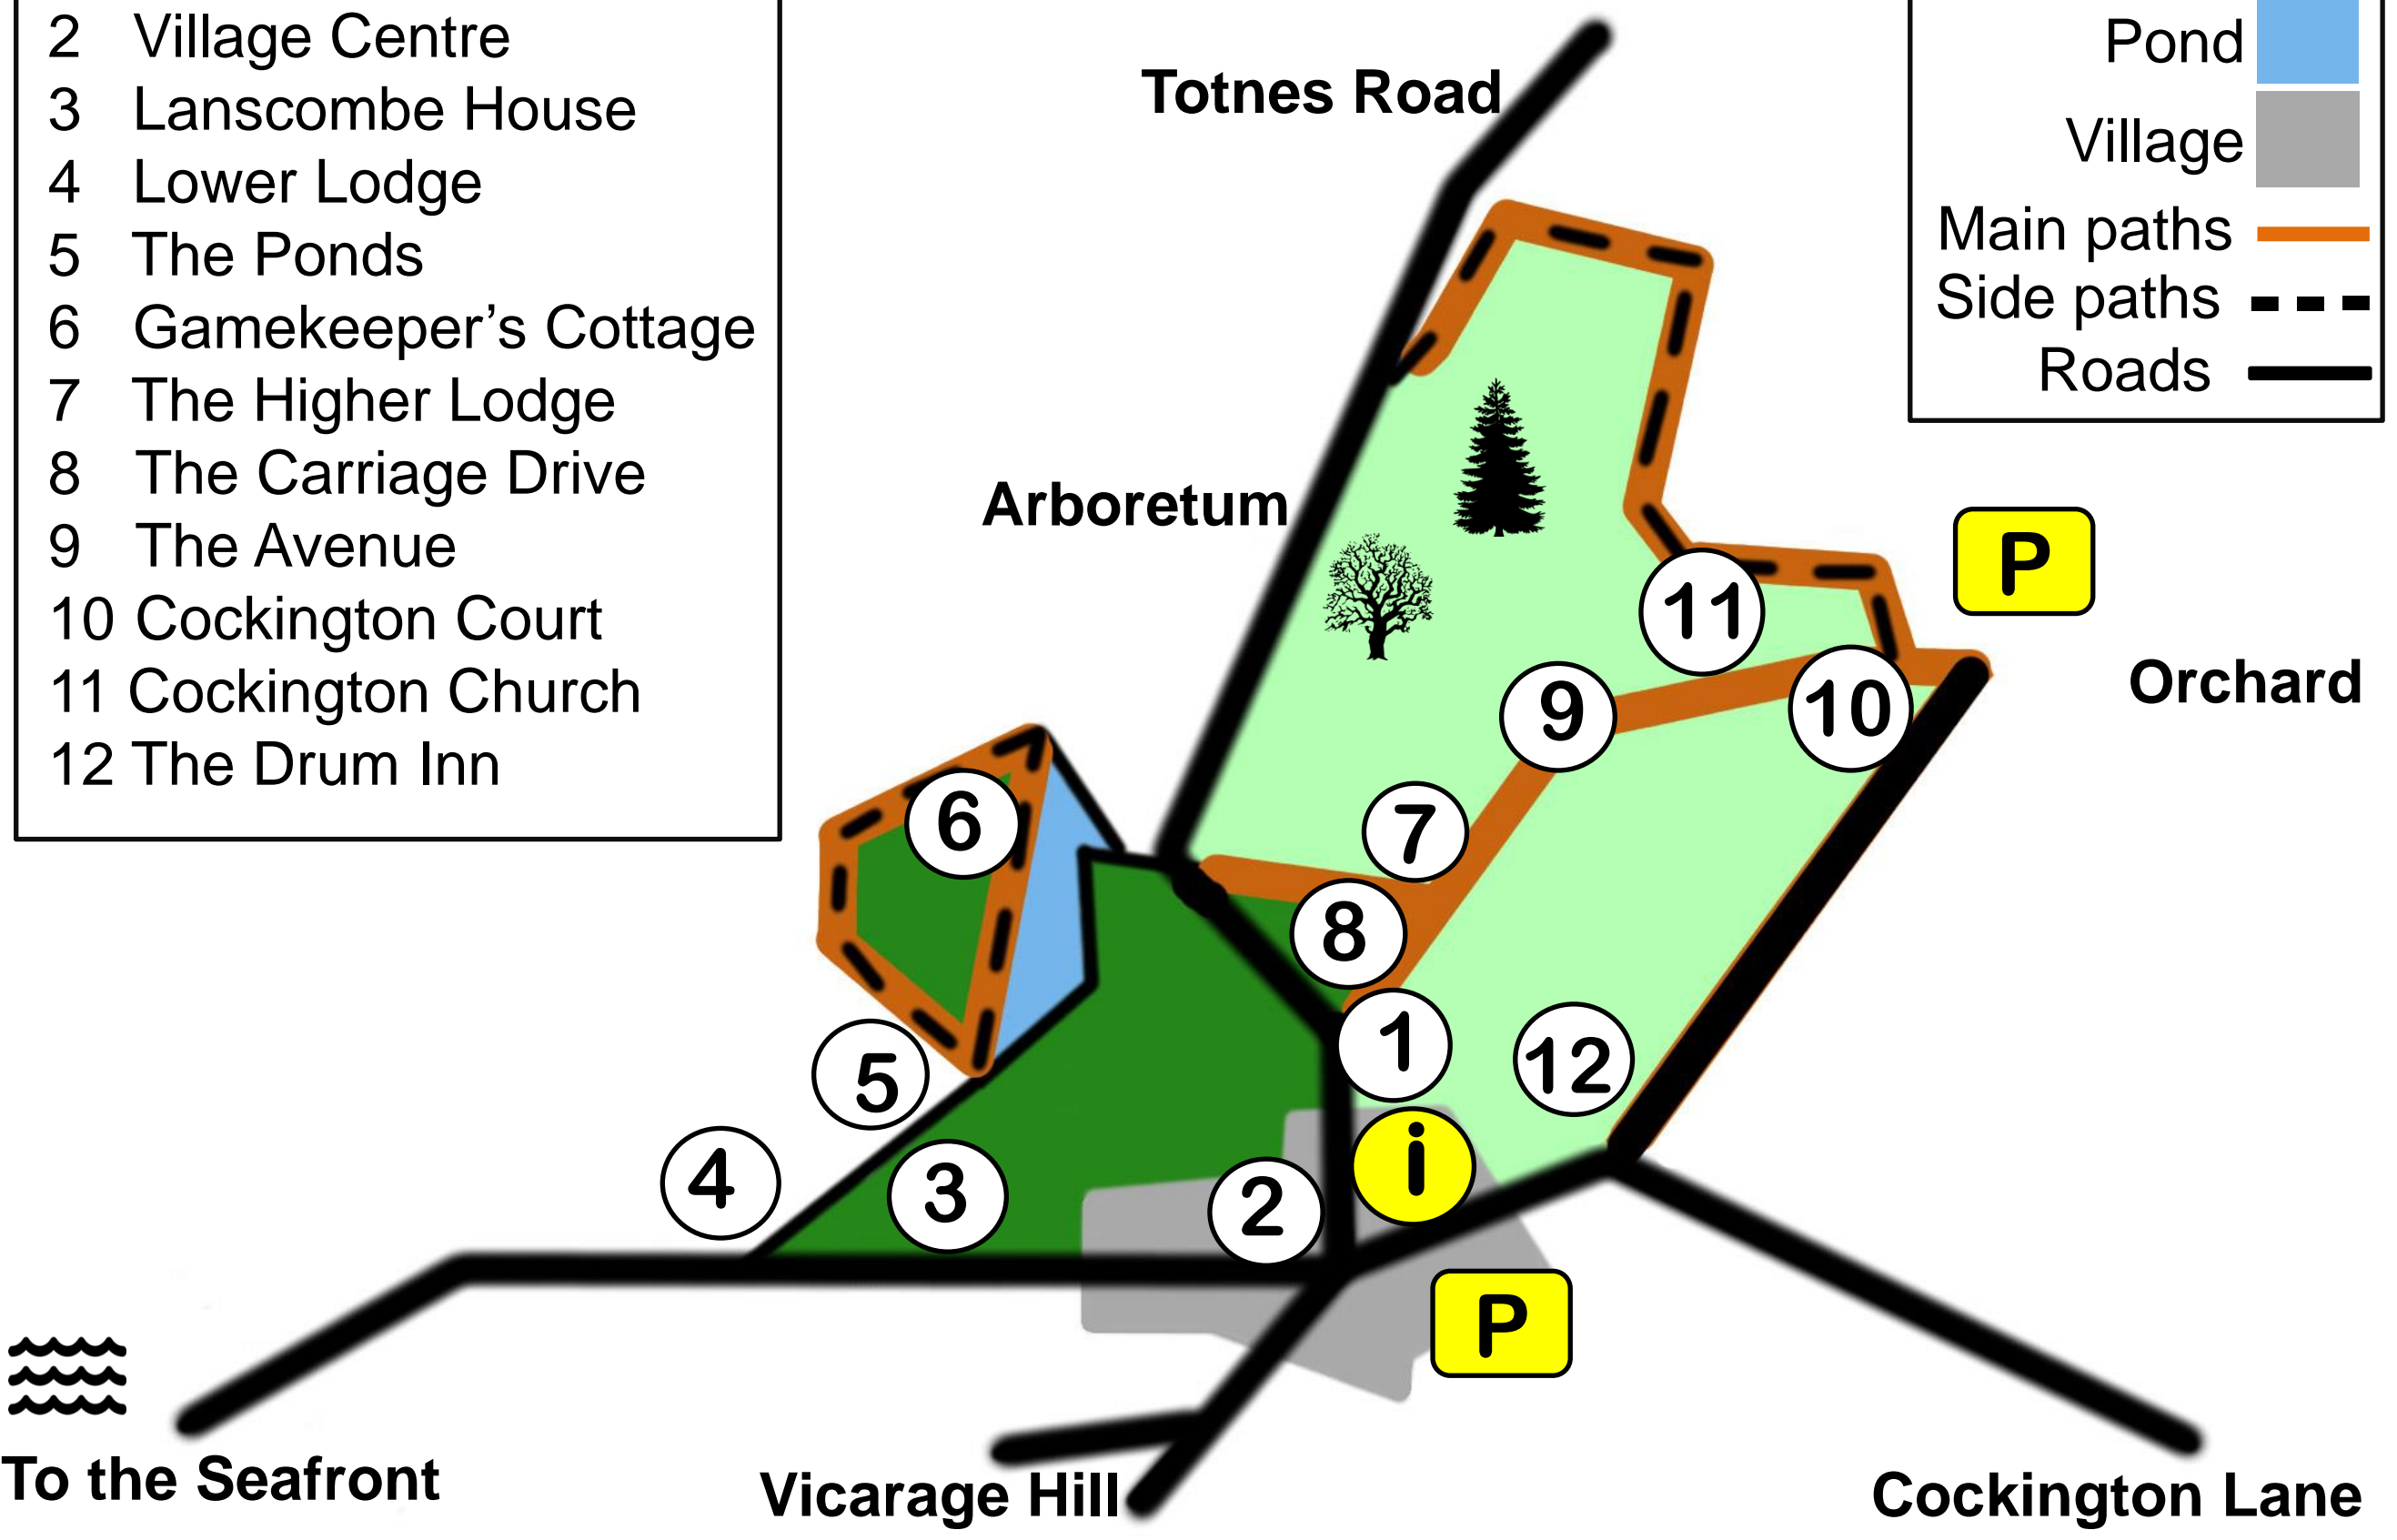 2 Village Centre
3 Lanscombe House
4 Lower Lodge
5 The Ponds
6 Gamekeeper’s Cottage
7 The Higher Lodge
8 The Carriage Drive
9 The Avenue
10 Cockington Court
11 Cockington Church
12 The Drum Inn
Pond
Village
Main paths
Side paths
Roads
Totnes Road
Arboretum
P
11
Orchard
9
10
6
7
8
1
12
5
i
4
3
2
P
To the Seafront
Vicarage Hill
Cockington Lane